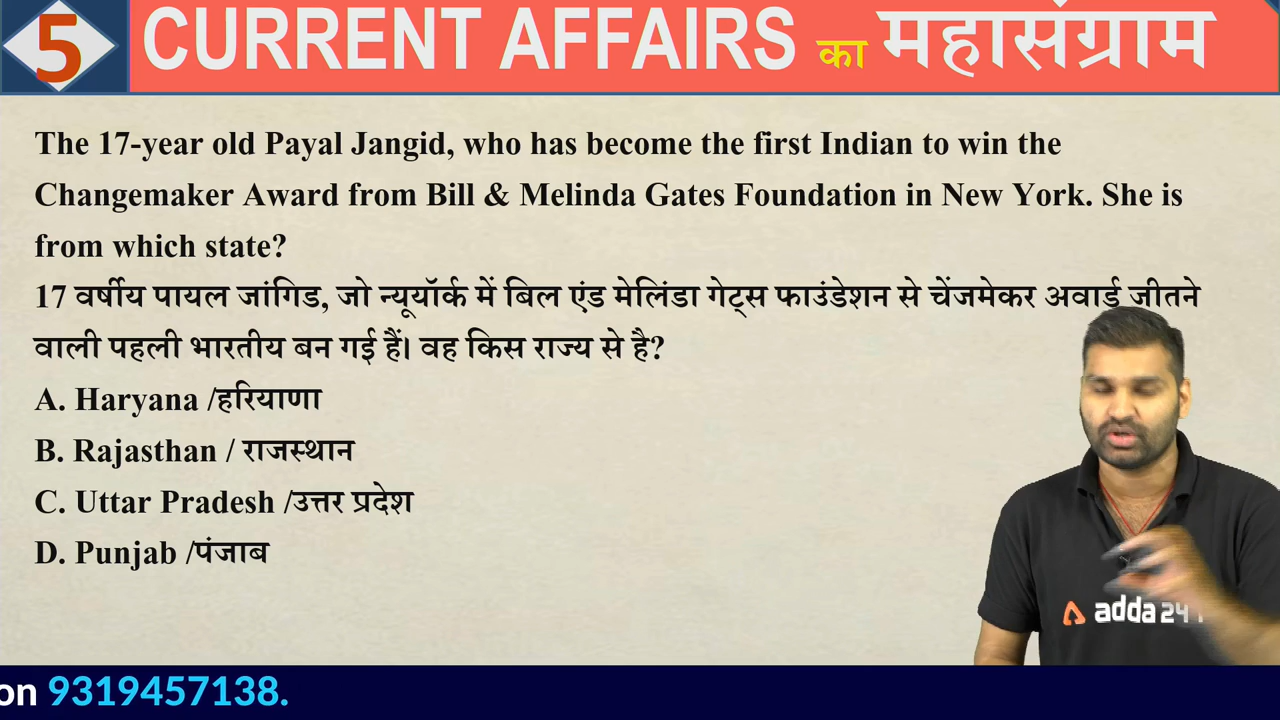 5 CURRENT AFFAIRS का महासंग्राम
The 17-year old Payal Jangid, who has become the first Indian to win the
Changemaker Award from Bill & Melinda Gates Foundation in New York. She is
from which state?
17 वर्षीय पायल जांगिड, जो न्यूयॉर्क में बिल एंड मेलिंडा गेट्स फाउंडेशन से चेंजमेकर अवार्ड जीतने
वाली पहली भारतीय बन गई हैं। वह किस राज्य से है?
A. Haryana /हरियाणा
B. Rajasthan / राजस्थान
C. Uttar Pradesh /उत्तर प्रदेश
D. Punjab /पंजाब
adda 24
on 9319457138.